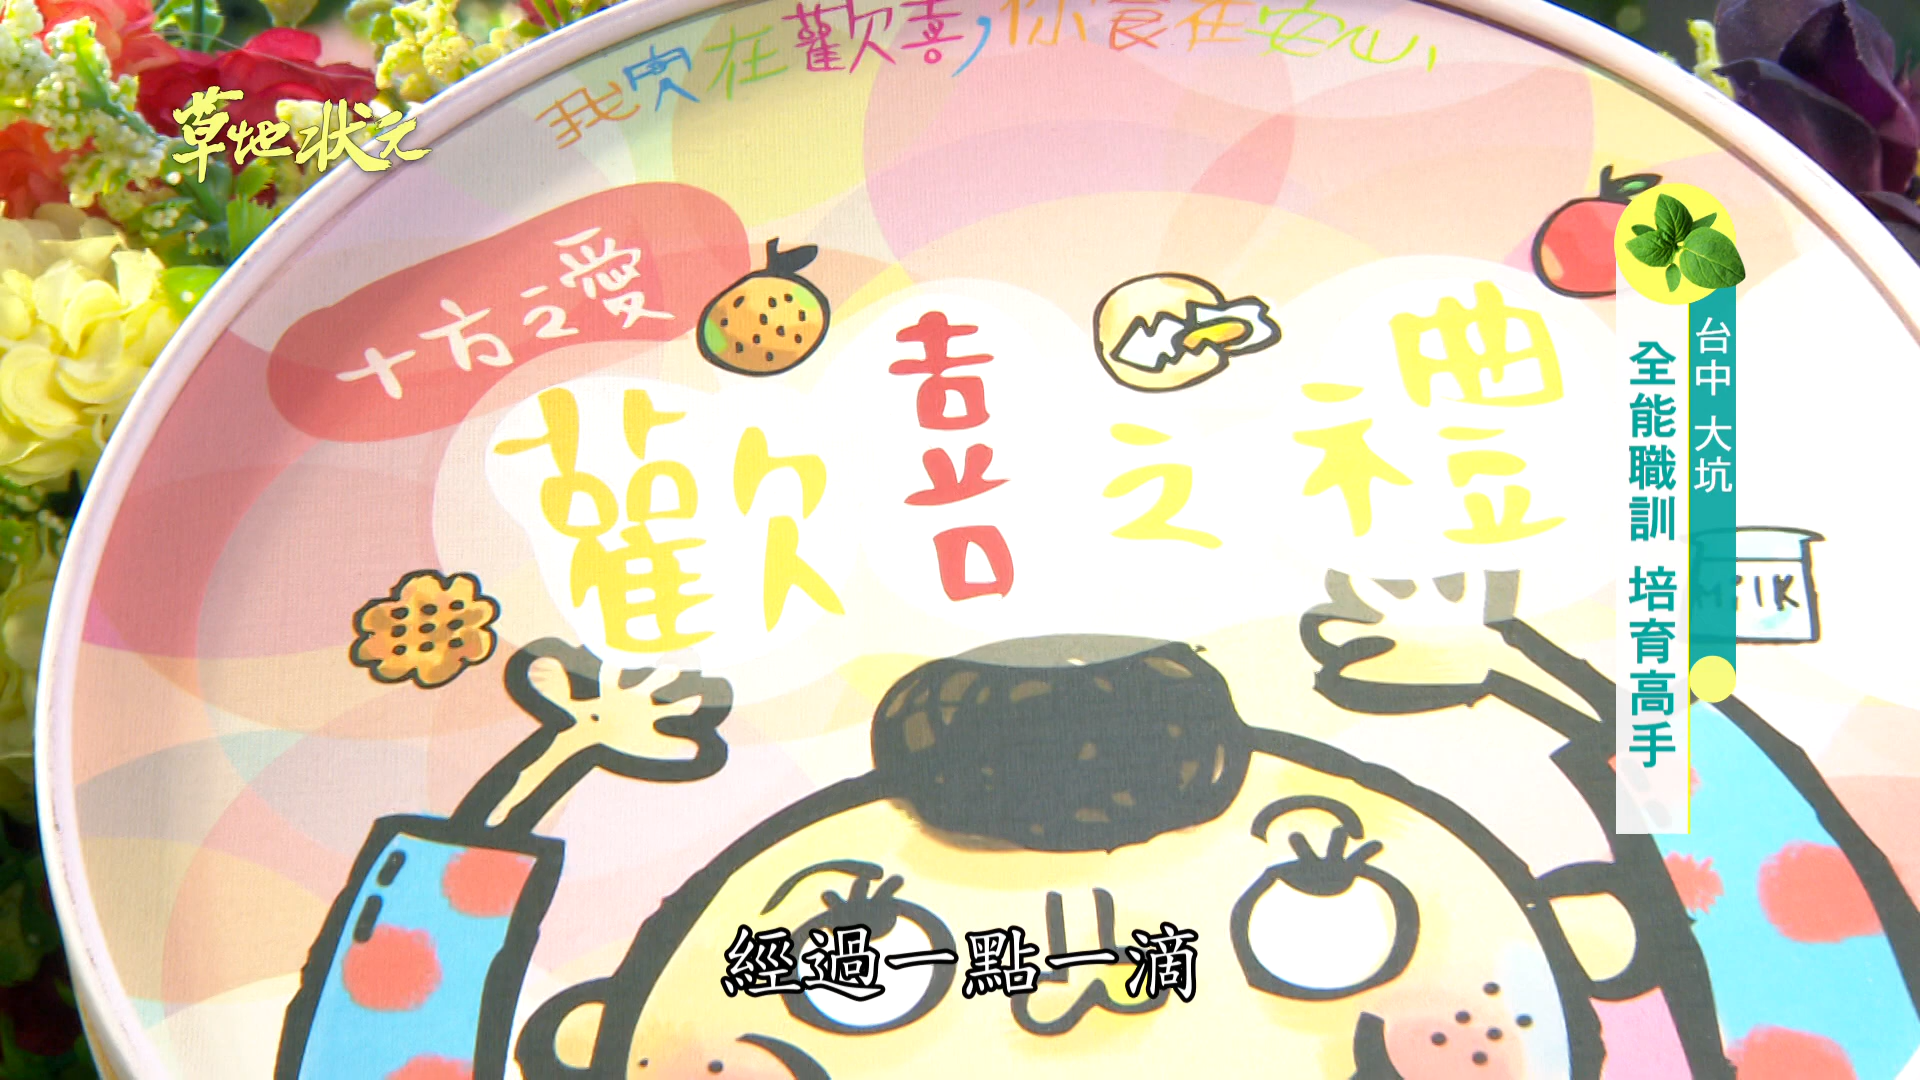 我實在歡喜,你食在安心,
草地狀元
十方之愛
歡喜之禮
台中 大坑
全能職訓 培育高手
MilK
經過一點一滴